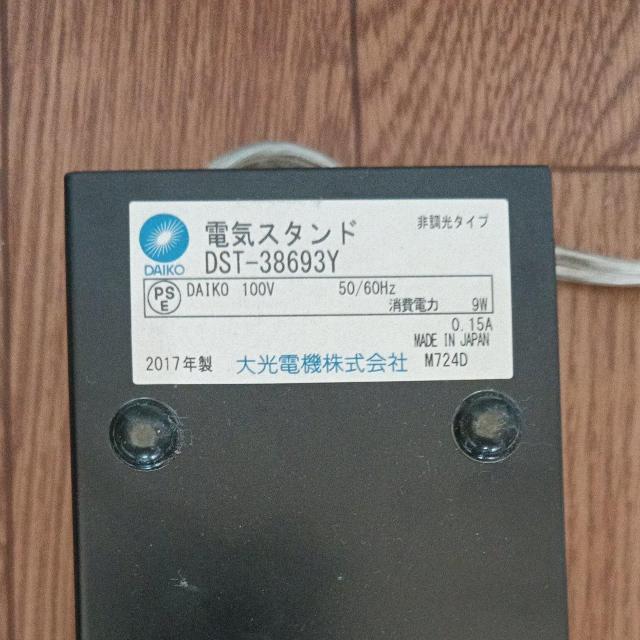 電気スタンド 非調光タイプ
DAIKO DST-38693Y
PSE DAIKO 100V 50/60Hz
消費電力 9W
0.15A
MADE IN JAPAN
2017年製 大光電機株式会社 M724D